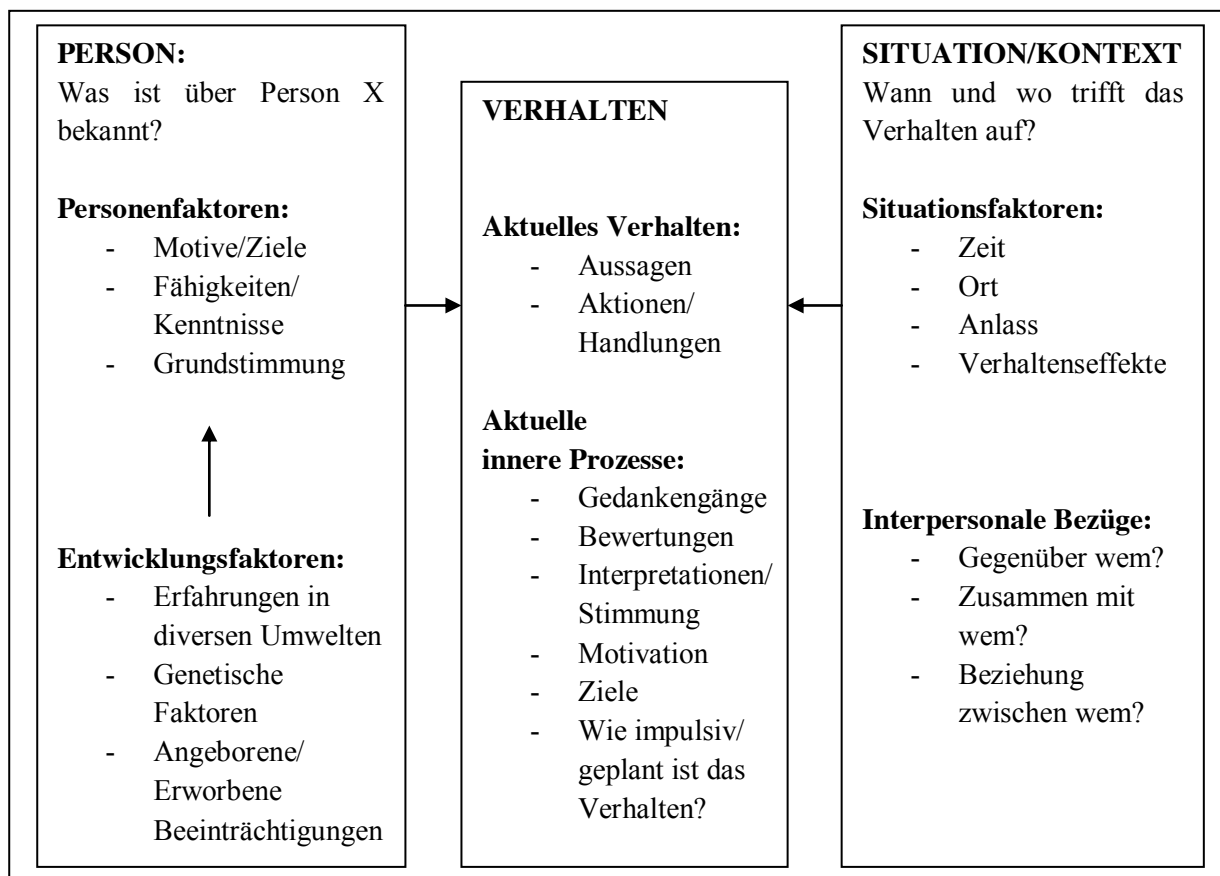 PERSON:
Was ist über Person X
bekannt?
Personenfaktoren:
- Motive/Ziele
- Fähigkeiten/
Kenntnisse
- Grundstimmung
Entwicklungsfaktoren:
- Erfahrungen in
diversen Umwelten
- Genetische
Faktoren
- Angeborene/
Erworbene
Beeinträchtigungen
VERHALTEN
Aktuelles Verhalten:
- Aussagen
- Aktionen/
Handlungen
Aktuelle
innere Prozesse:
- Gedankengänge
- Bewertungen
- Interpretationen/
Stimmung
- Motivation
- Ziele
- Wie impulsiv/
geplant ist das
Verhalten?
SITUATION/KONTEXT
Wann und wo trifft das
Verhalten auf?
Situationsfaktoren:
- Zeit
- Ort
- Anlass
- Verhaltenseffekte
Interpersonale Bezüge:
- Gegenüber wem?
- Zusammen mit
wem?
- Beziehung
zwischen wem?